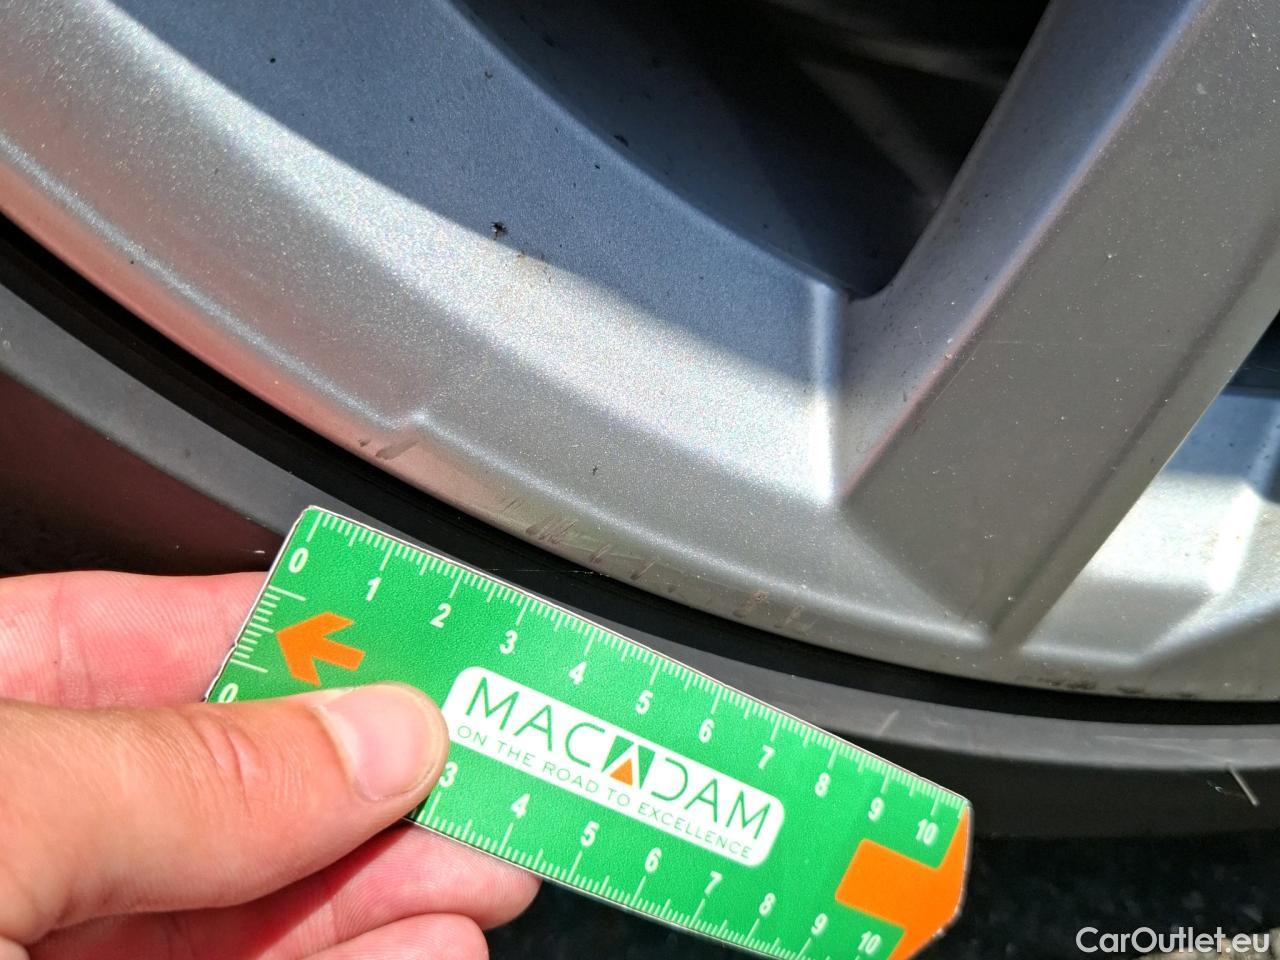 0 1 2 3 4 5 6 7 8 9 10
MACADAM
ON THE ROAD TO EXCELLENCE
0 3 4 5 6 7 8 9 10
CarOutlet.eu